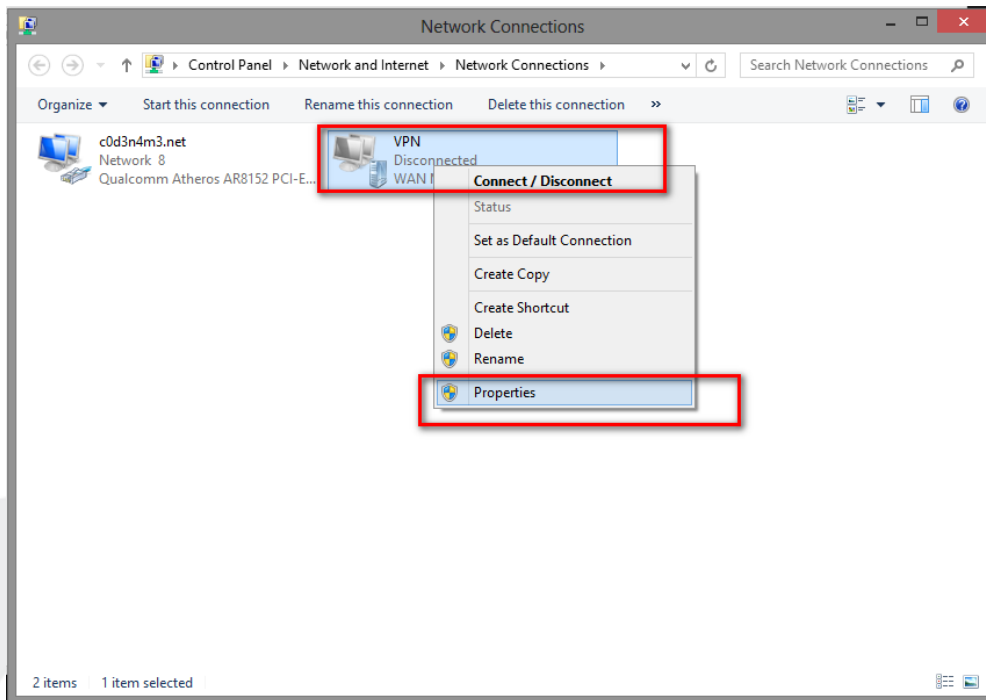 Network Connections
Control Panel Network and Internet Network Connections
Search Network Connections
Organize Start this connection Rename this connection Delete this connection »
c0d3n4m3.net
Network 8
Qualcomm Atheros AR8152 PCI-E...
VPN
Disconnected
WAN
Connect / Disconnect
Status
Set as Default Connection
Create Copy
Create Shortcut
Delete
Rename
Properties
2 items 1 item selected